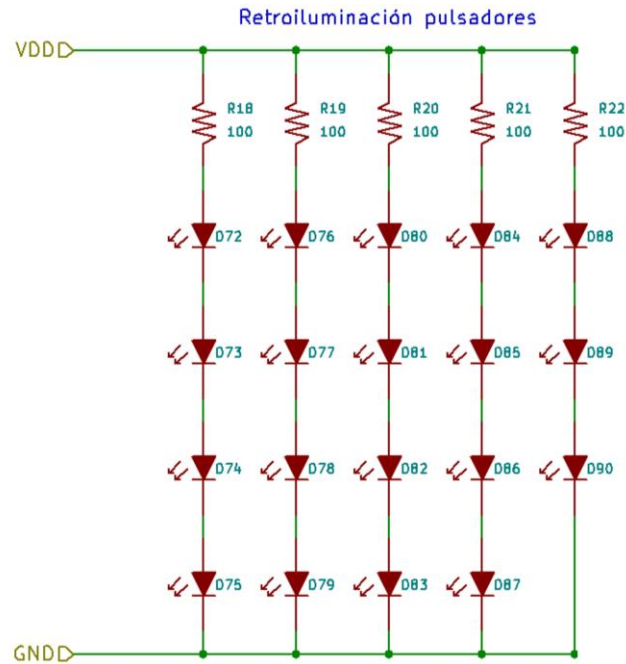 Retroiluminación pulsadores
VDD
R18 R19 R20 R21 R22
100 100 100 100 100
D72 D76 D80 D84 D88
D73 D77 D81 D85 D89
D74 D78 D82 D86 D90
D75 D79 D83 D87
GND